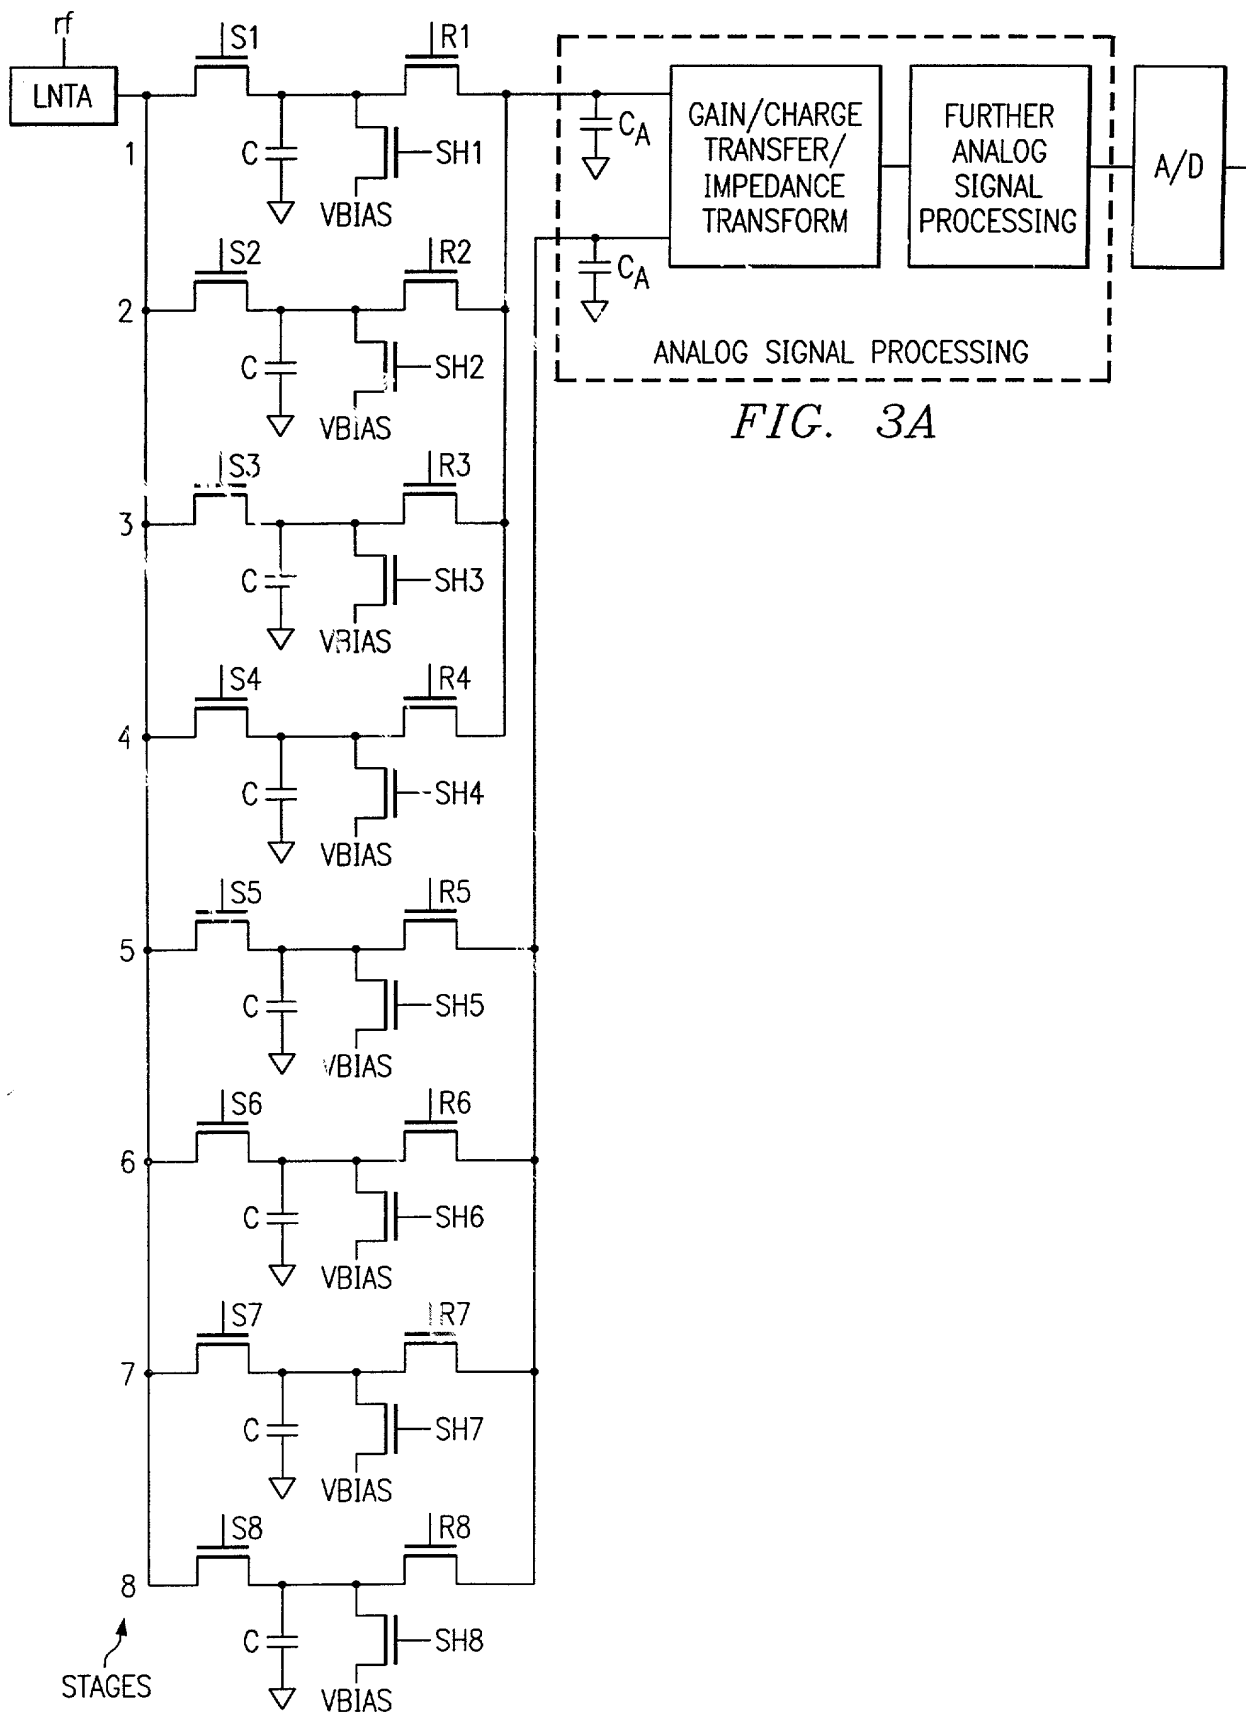 rf
LNTA
S1
R1
1
C
SH1
VBIAS
C_A
GAIN/CHARGE
TRANSFER/
IMPEDANCE
TRANSFORM
FURTHER
ANALOG
SIGNAL
PROCESSING
A/D
C_A
ANALOG SIGNAL PROCESSING
FIG. 3A
S2
R2
2
C
SH2
VBIAS
S3
R3
3
C
SH3
VBIAS
S4
R4
4
C
SH4
VBIAS
S5
R5
5
C
SH5
VBIAS
S6
R6
6
C
SH6
VBIAS
S7
R7
7
C
SH7
VBIAS
S8
R8
8
C
SH8
VBIAS
STAGES